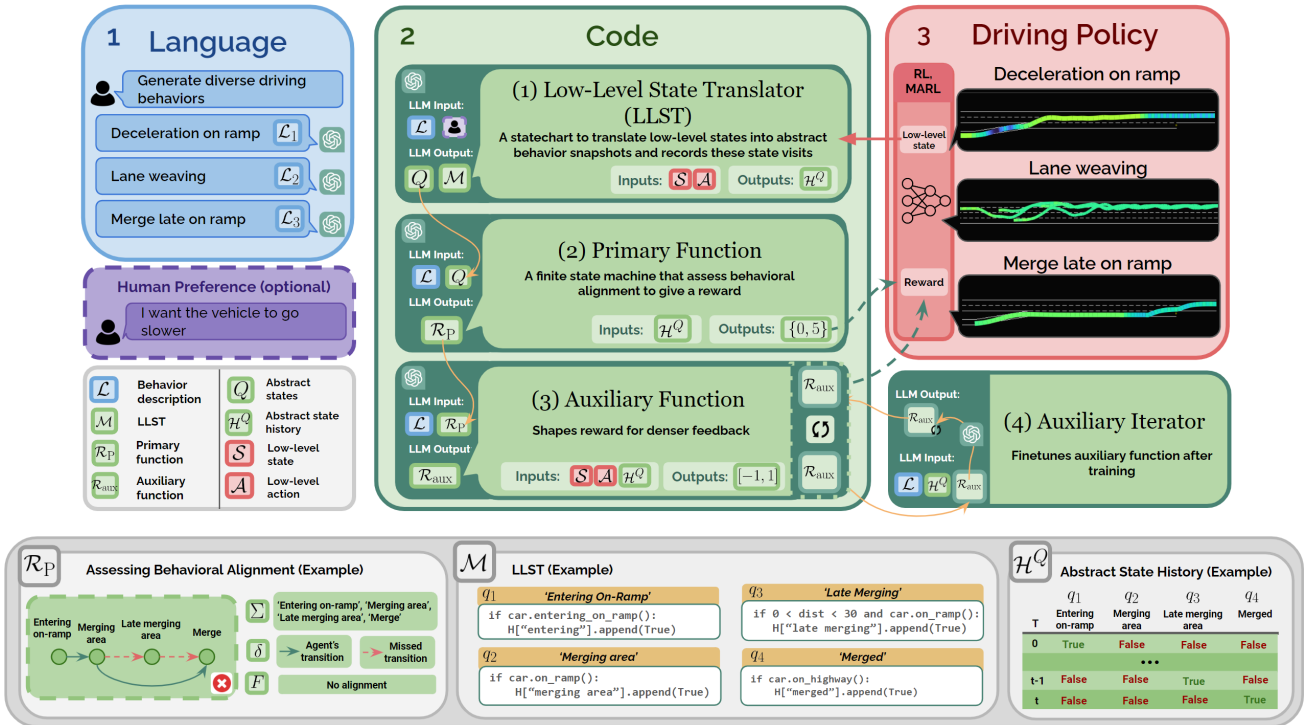 1 Language
Generate diverse driving
behaviors
Deceleration on ramp ℒ1
Lane weaving ℒ2
Merge late on ramp ℒ3
Human Preference (optional)
I want the vehicle to go
slower
ℒ Behavior
description
ℳ LLST
ℛP Primary
function
ℛaux Auxiliary
function
Q Abstract
states
ℋ^Q Abstract state
history
𝒮 Low-level
state
𝒜 Low-level
action
2 Code
LLM Input:
ℒ
LLM Output:
Q ℳ
(1) Low-Level State Translator
(LLST)
A statechart to translate low-level states into abstract
behavior snapshots and records these state visits
Inputs: 𝒮 𝒜 Outputs: ℋ^Q
LLM Input:
ℒ Q
LLM Output:
ℛP
(2) Primary Function
A finite state machine that assess behavioral
alignment to give a reward
Inputs: ℋ^Q Outputs: {0, 5}
LLM Input:
ℒ ℛP
LLM Output
ℛaux
(3) Auxiliary Function
Shapes reward for denser feedback
Inputs: 𝒮 𝒜 ℋ^Q Outputs: [−1, 1]
ℛaux
ℛaux
3 Driving Policy
RL.
MARL
Low-level
state
Reward
Deceleration on ramp
Lane weaving
Merge late on ramp
LLM Output:
ℛaux
LLM Input:
ℒ ℋ^Q ℛaux
(4) Auxiliary Iterator
Finetunes auxiliary function after
training
ℛP
Assessing Behavioral Alignment (Example)
Entering
on-ramp
Merging
area
Late merging
area
Merge
Σ 'Entering on-ramp', 'Merging area',
'Late merging area', 'Merge'
δ Agent's
transition
Missed
transition
F No alignment
ℳ
LLST (Example)
q1 'Entering On-Ramp'
if car.entering_on_ramp():
H["entering"].append(True)
q2 'Merging area'
if car.on_ramp():
H["merging area"].append(True)
q3 'Late Merging'
if 0 < dist < 30 and car.on_ramp():
H["late merging"].append(True)
q4 'Merged'
if car.on_highway():
H["merged"].append(True)
ℋ^Q
Abstract State History (Example)
q1 q2 q3 q4
T Entering
on-ramp
Merging
area
Late merging
area
Merged
0 True False False False
•••
t-1 False False True False
t False False False True